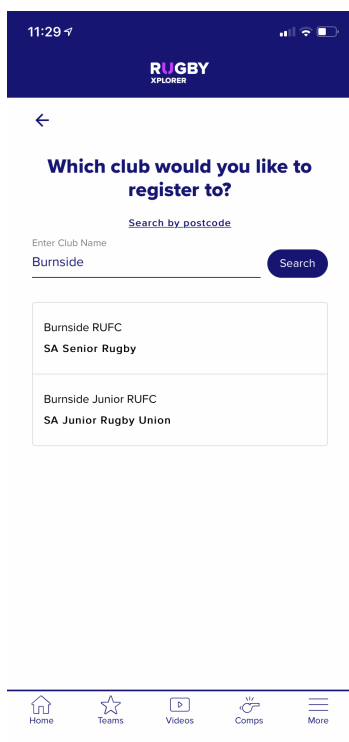 11:29
RUGBY
XPLORER
Which club would you like to
register to?
Search by postcode
Enter Club Name
Burnside
Search
Burnside RUFC
SA Senior Rugby
Burnside Junior RUFC
SA Junior Rugby Union
Home
Teams
Videos
Comps
More